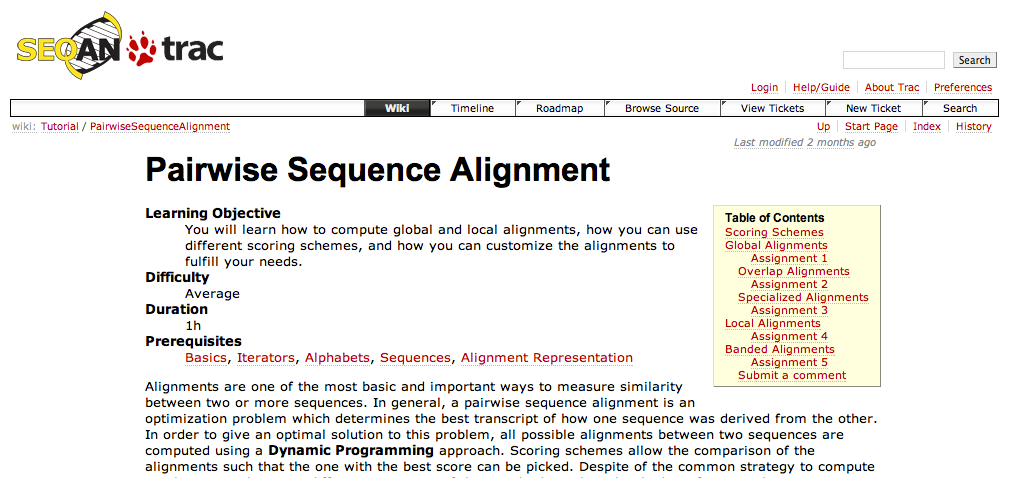 SEQAN trac
Search
Login Help/Guide About Trac Preferences
Wiki Timeline Roadmap Browse Source View Tickets New Ticket Search
wiki: Tutorial / PairwiseSequenceAlignment
Up Start Page Index History
Last modified 2 months ago
Pairwise Sequence Alignment
Learning Objective
You will learn how to compute global and local alignments, how you can use
different scoring schemes, and how you can customize the alignments to
fulfill your needs.
Difficulty
Average
Duration
1h
Prerequisites
Basics, Iterators, Alphabets, Sequences, Alignment Representation
Table of Contents
Scoring Schemes
Global Alignments
Assignment 1
Overlap Alignments
Assignment 2
Specialized Alignments
Assignment 3
Local Alignments
Assignment 4
Banded Alignments
Assignment 5
Submit a comment
Alignments are one of the most basic and important ways to measure similarity
between two or more sequences. In general, a pairwise sequence alignment is an
optimization problem which determines the best transcript of how one sequence was derived from the other.
In order to give an optimal solution to this problem, all possible alignments between two sequences are
computed using a Dynamic Programming approach. Scoring schemes allow the comparison of the
alignments such that the one with the best score can be picked. Despite of the common strategy to compute